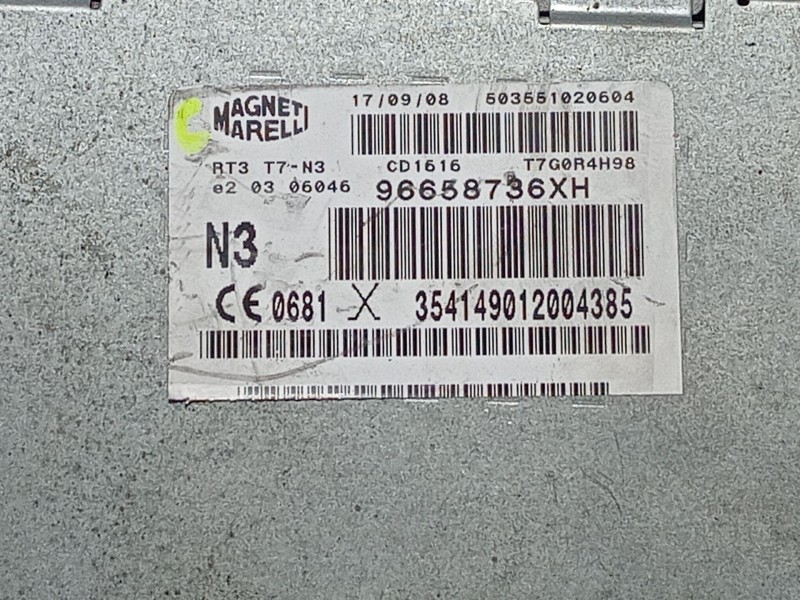 MAGNETI MARELLI
17/09/08 503551020604
RT3 T7-N3 CD1616 T7G0R4H98
e2 03 06046 96658736XH
N3
CE 0681 X 354149012004385